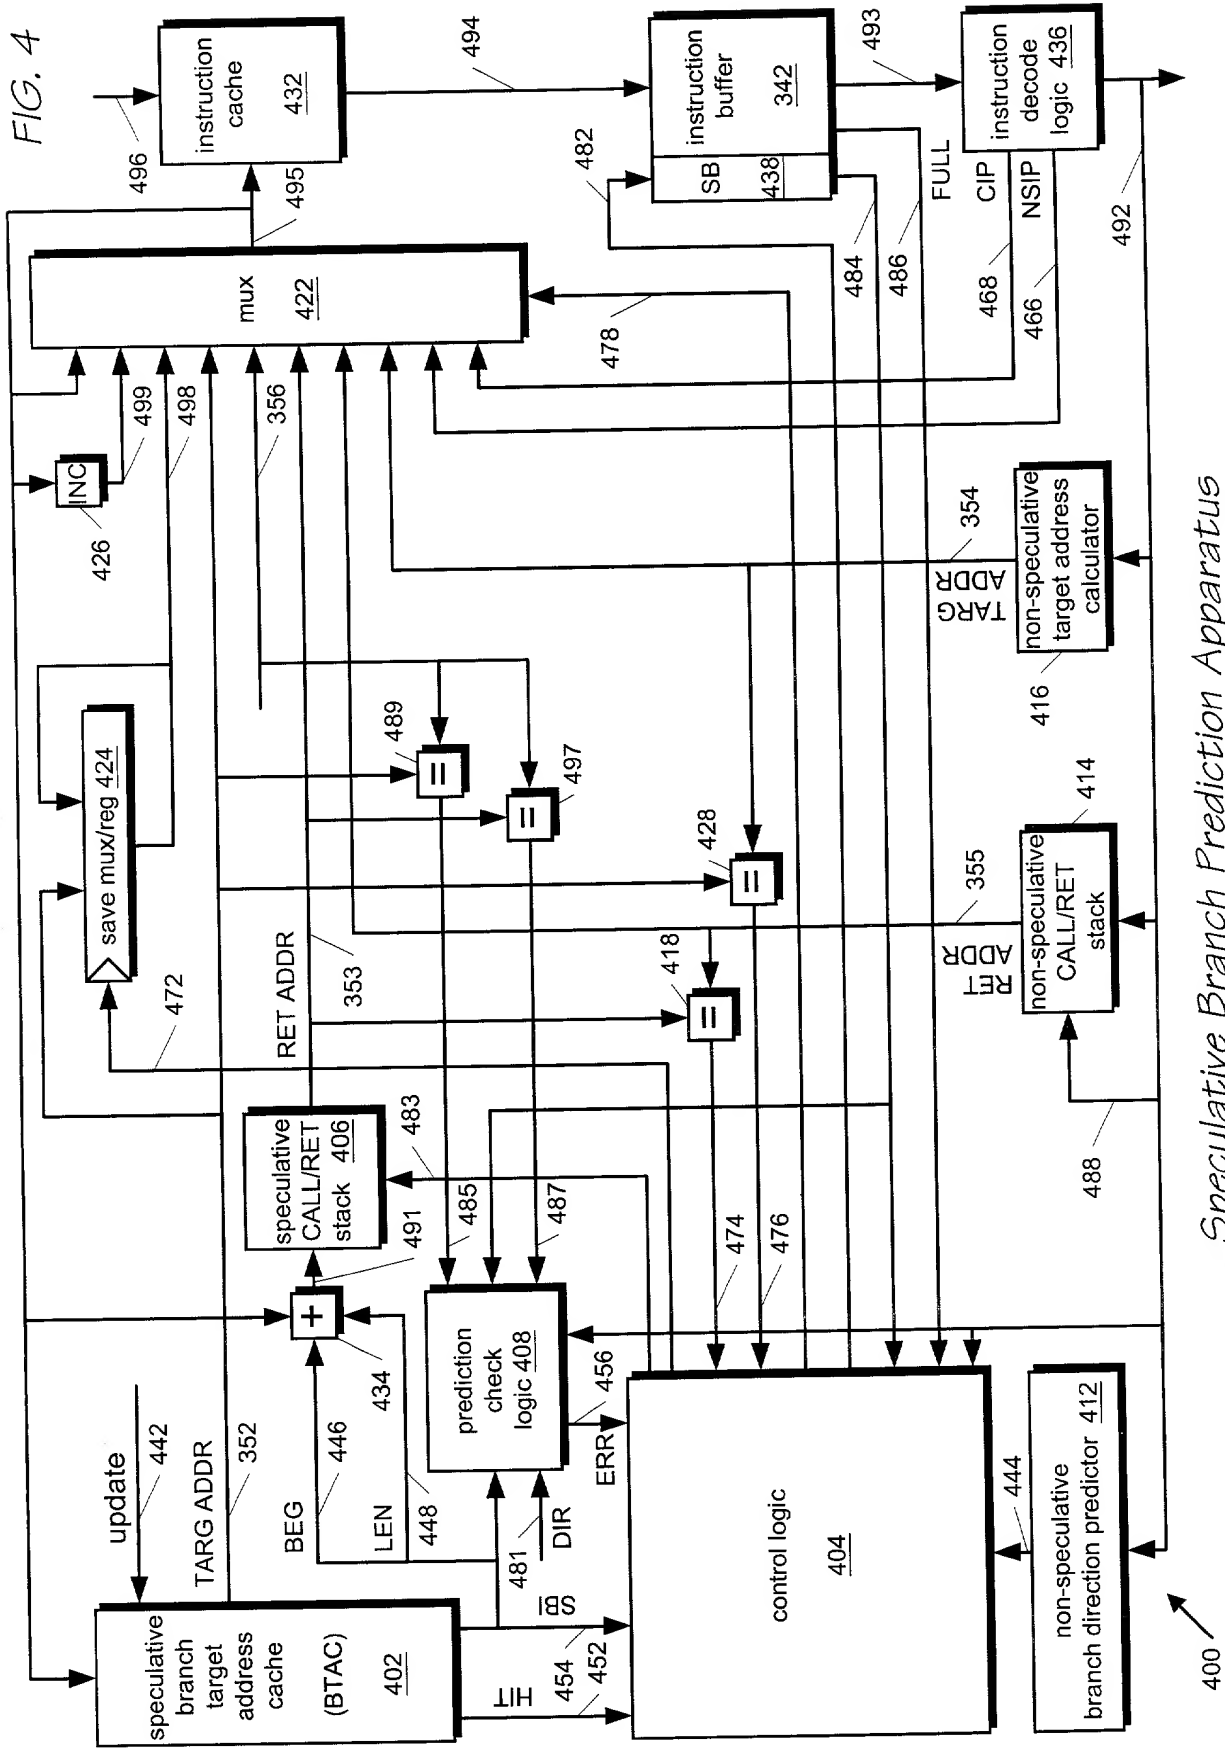 FIG. 4
496
instruction
cache
432
494
495
instruction
buffer
342
SB
438
482
493
instruction
decode
logic 436
FULL
CIP
NSIP
484
486
468
466
492
mux
422
478
INC
426
499
498
356
save mux/reg 424
472
489
497
428
418
354
TARG
ADDR
non-speculative
target address
calculator
416
355
RET
ADDR
non-speculative
CALL/RET
stack
414
488
RET ADDR
353
speculative
CALL/RET
stack 406
483
491
485
487
474
476
+
434
prediction
check
logic 408
456
ERR
update
442
TARG ADDR
352
BEG
446
LEN
448
481
DIR
speculative
branch
target
address
cache
(BTAC)
402
HIT
SBI
454
452
control logic
404
444
non-speculative
branch direction predictor 412
400
Speculative Branch Prediction Apparatus
=
=
=
=